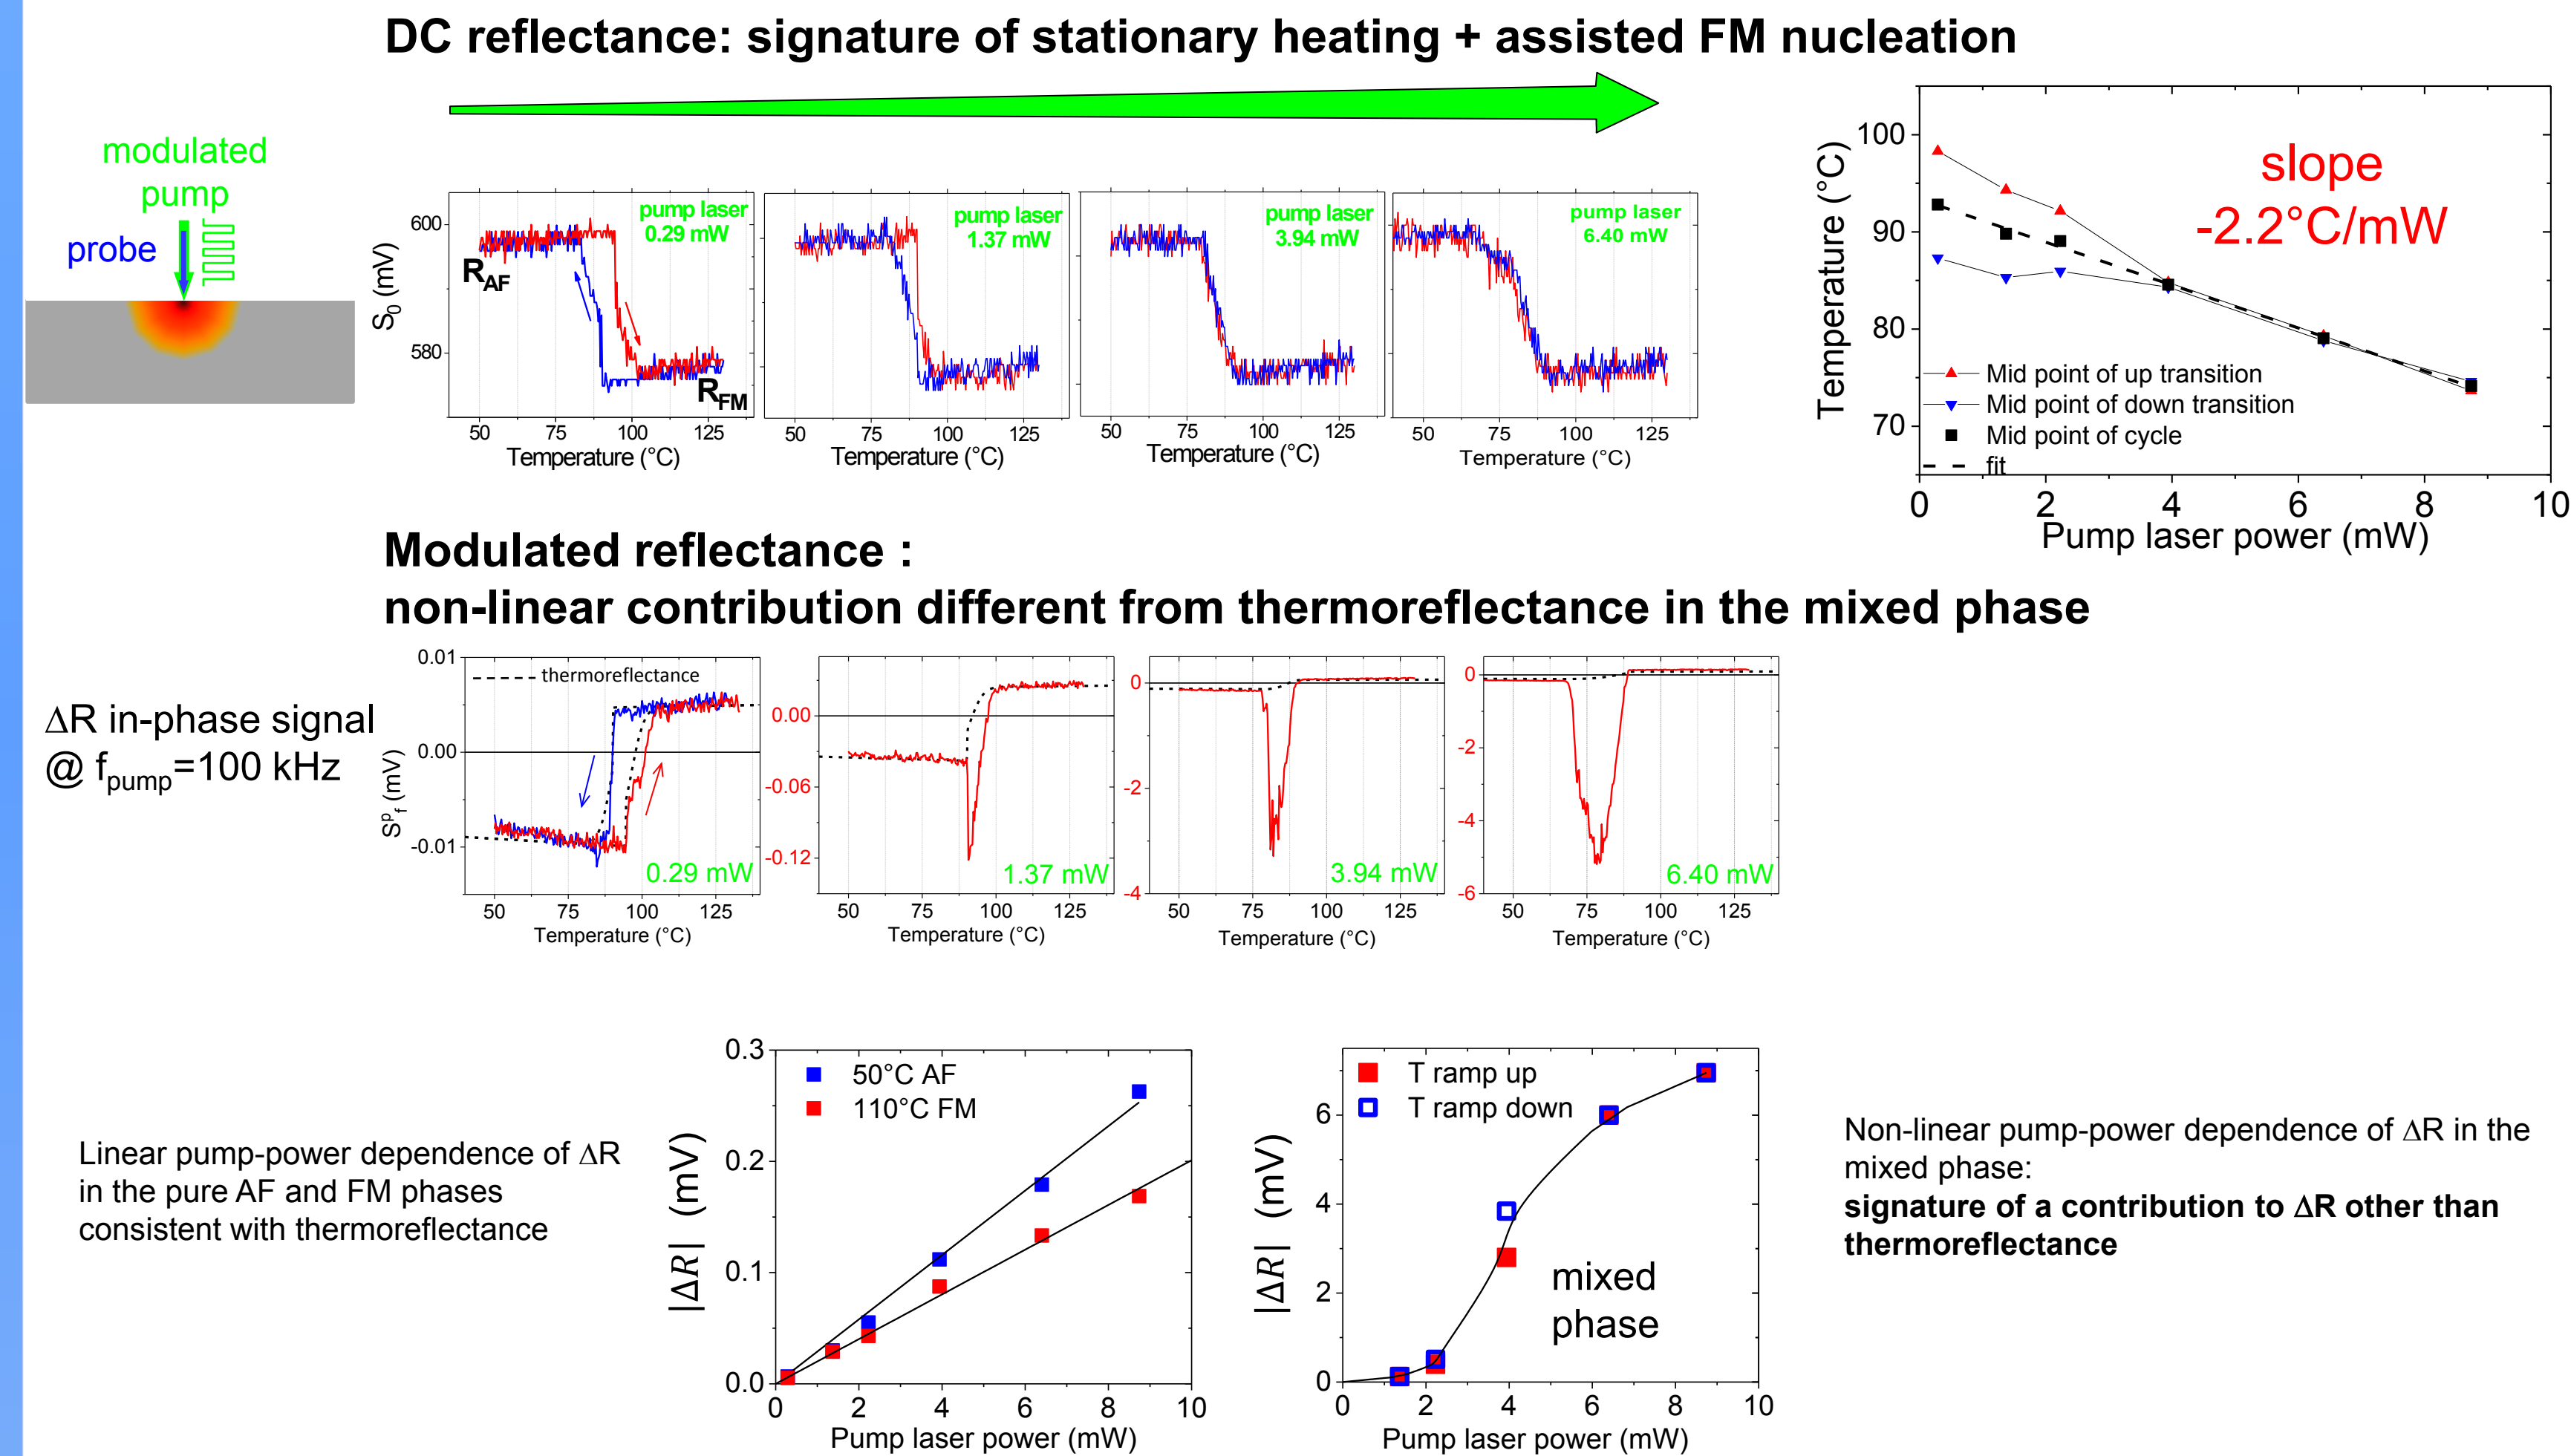 DC reflectance: signature of stationary heating + assisted FM nucleation
modulated
pump
probe
S0 (mV)
600
580
RAF
RFM
pump laser
0.29 mW
50 75 100 125
Temperature (°C)
pump laser
1.37 mW
50 75 100 125
Temperature (°C)
pump laser
3.94 mW
50 75 100 125
Temperature (°C)
pump laser
6.40 mW
50 75 100 125
Temperature (°C)
Temperature (°C)
100
90
80
70
slope
-2.2°C/mW
Mid point of up transition
Mid point of down transition
Mid point of cycle
fit
0 2 4 6 8 10
Pump laser power (mW)
Modulated reflectance :
non-linear contribution different from thermoreflectance in the mixed phase
ΔR in-phase signal
@ fpump=100 kHz
Spf (mV)
0.01
0.00
-0.01
thermoreflectance
0.29 mW
50 75 100 125
Temperature (°C)
0.00
-0.06
-0.12
1.37 mW
50 75 100 125
Temperature (°C)
0
-2
-4
3.94 mW
50 75 100 125
Temperature (°C)
0
-2
-4
-6
6.40 mW
50 75 100 125
Temperature (°C)
Linear pump-power dependence of ΔR
in the pure AF and FM phases
consistent with thermoreflectance
|ΔR| (mV)
0.3
0.2
0.1
0.0
50°C AF
110°C FM
0 2 4 6 8 10
Pump laser power (mW)
|ΔR| (mV)
6
4
2
0
T ramp up
T ramp down
mixed
phase
0 2 4 6 8 10
Pump laser power (mW)
Non-linear pump-power dependence of ΔR in the
mixed phase:
signature of a contribution to ΔR other than
thermoreflectance